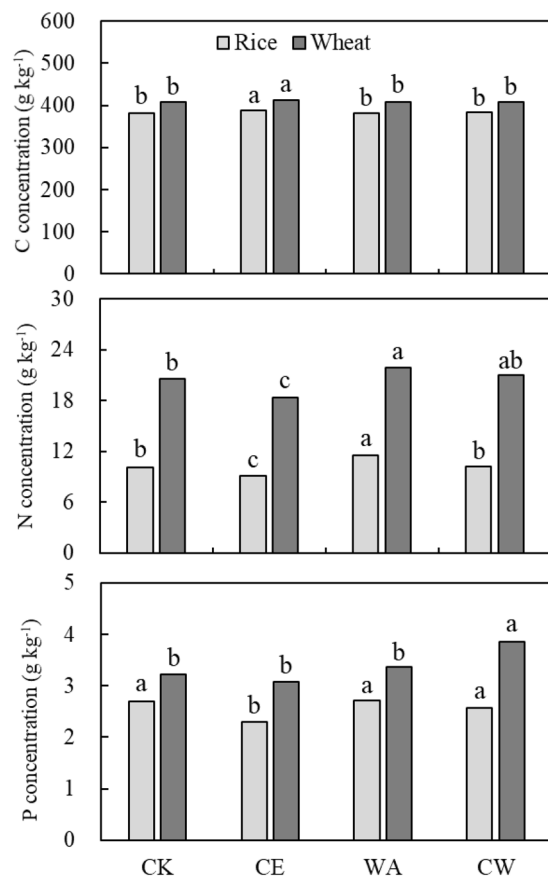 C concentration (g kg⁻¹)
600
500
400
300
200
100
0
Rice Wheat
b b a a b b b b
N concentration (g kg⁻¹)
30
24
18
12
6
0
b b c c a a b ab
P concentration (g kg⁻¹)
5
4
3
2
1
0
a b b b a b a a
CK CE WA CW